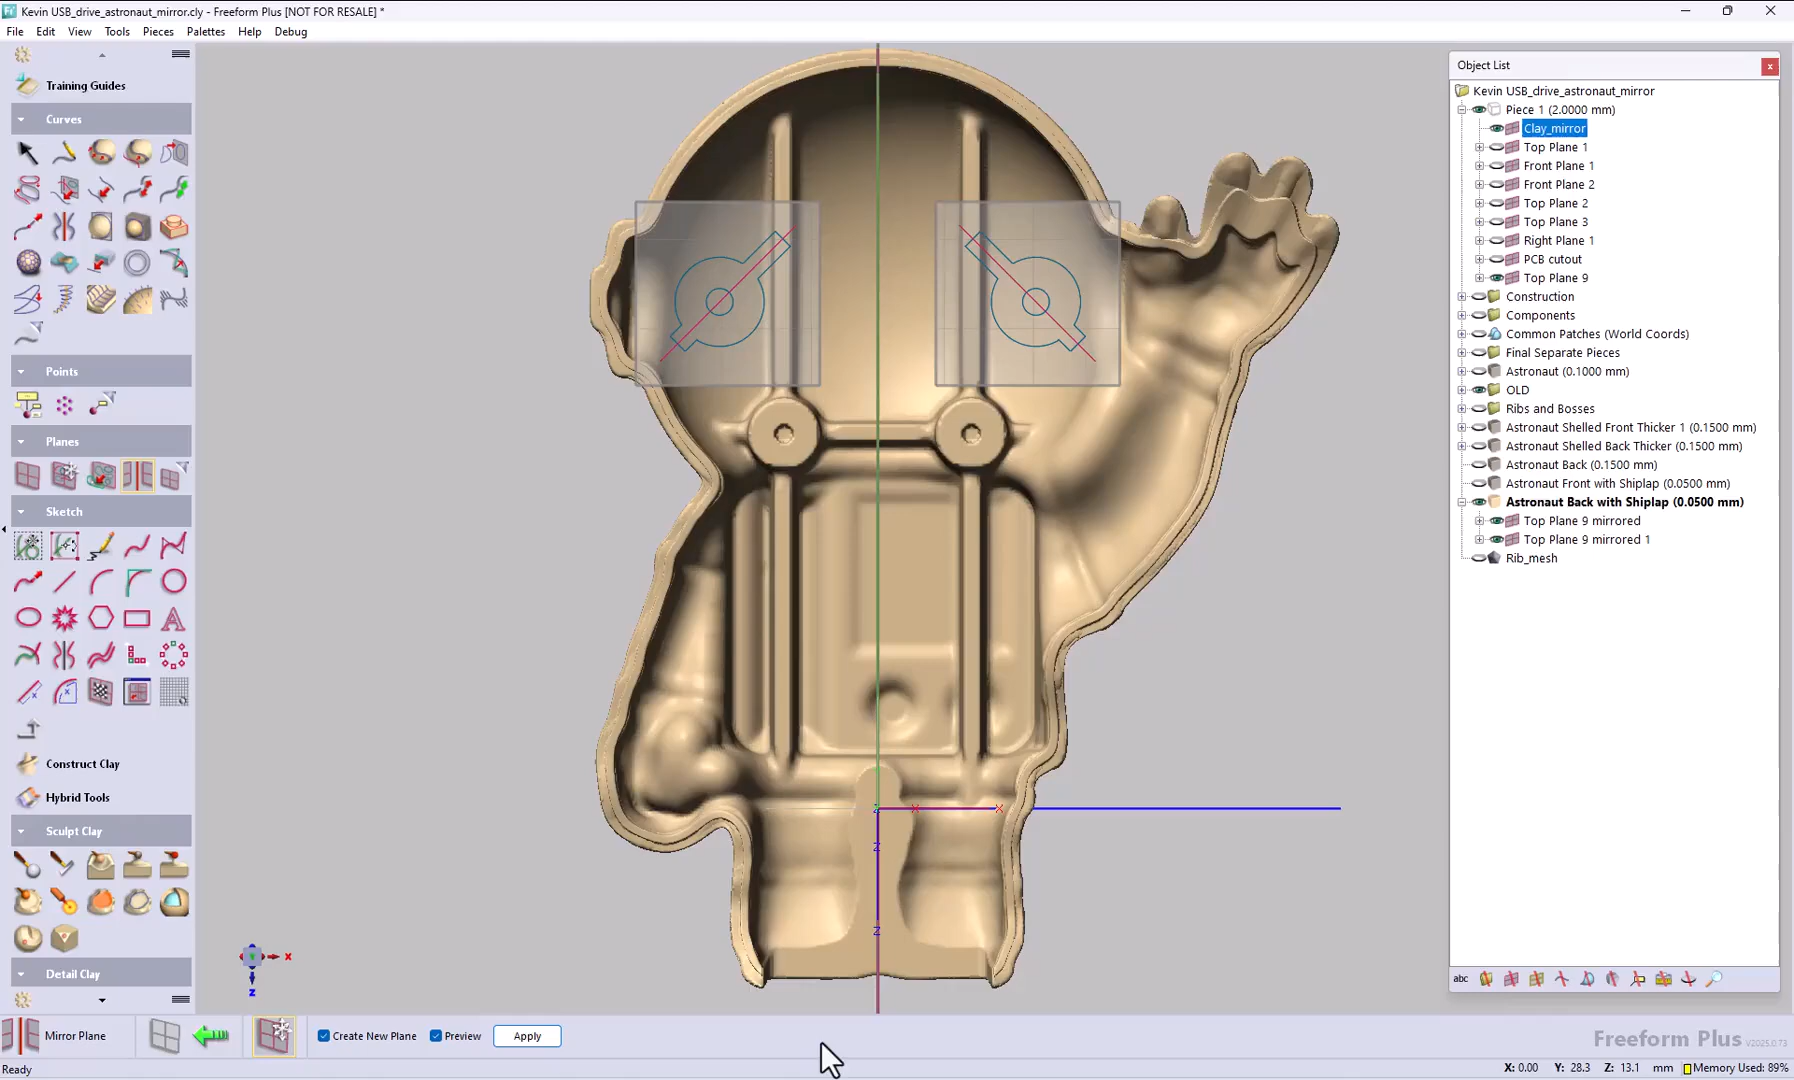 Kevin USB_drive_astronaut_mirror.cly - Freeform Plus [NOT FOR RESALE] *
File Edit View Tools Pieces Palettes Help Debug
Training Guides
Curves
Points
Planes
Sketch
Construct Clay
Hybrid Tools
Sculpt Clay
Detail Clay
Object List
Kevin USB_drive_astronaut_mirror
Piece 1 (2.0000 mm)
Clay_mirror
Top Plane 1
Front Plane 1
Front Plane 2
Top Plane 2
Top Plane 3
Right Plane 1
PCB cutout
Top Plane 9
Construction
Components
Common Patches (World Coords)
Final Separate Pieces
Astronaut (0.1000 mm)
OLD
Ribs and Bosses
Astronaut Shelled Front Thicker 1 (0.1500 mm)
Astronaut Shelled Back Thicker (0.1500 mm)
Astronaut Back (0.1500 mm)
Astronaut Front with Shiplap (0.0500 mm)
Astronaut Back with Shiplap (0.0500 mm)
Top Plane 9 mirrored
Top Plane 9 mirrored 1
Rib_mesh
abc
z x x
z
z
x
z
Mirror Plane Create New Plane Preview Apply
Freeform Plus V2025.0.73
Ready X: 0.00 Y: 28.3 Z: 13.1 mm Memory Used: 89%